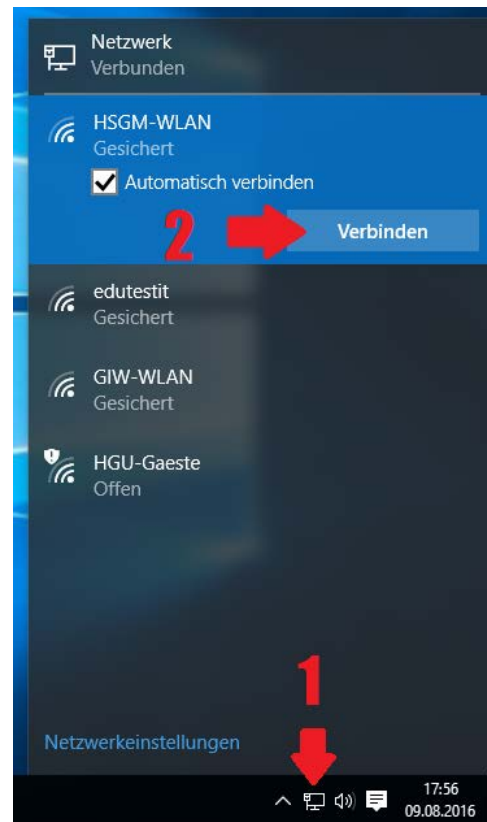 Netzwerk
Verbunden
HSGM-WLAN
Gesichert
Automatisch verbinden
2
Verbinden
edutestit
Gesichert
GIW-WLAN
Gesichert
HGU-Gaeste
Offen
1
Netzwerkeinstellungen
17:56
09.08.2016